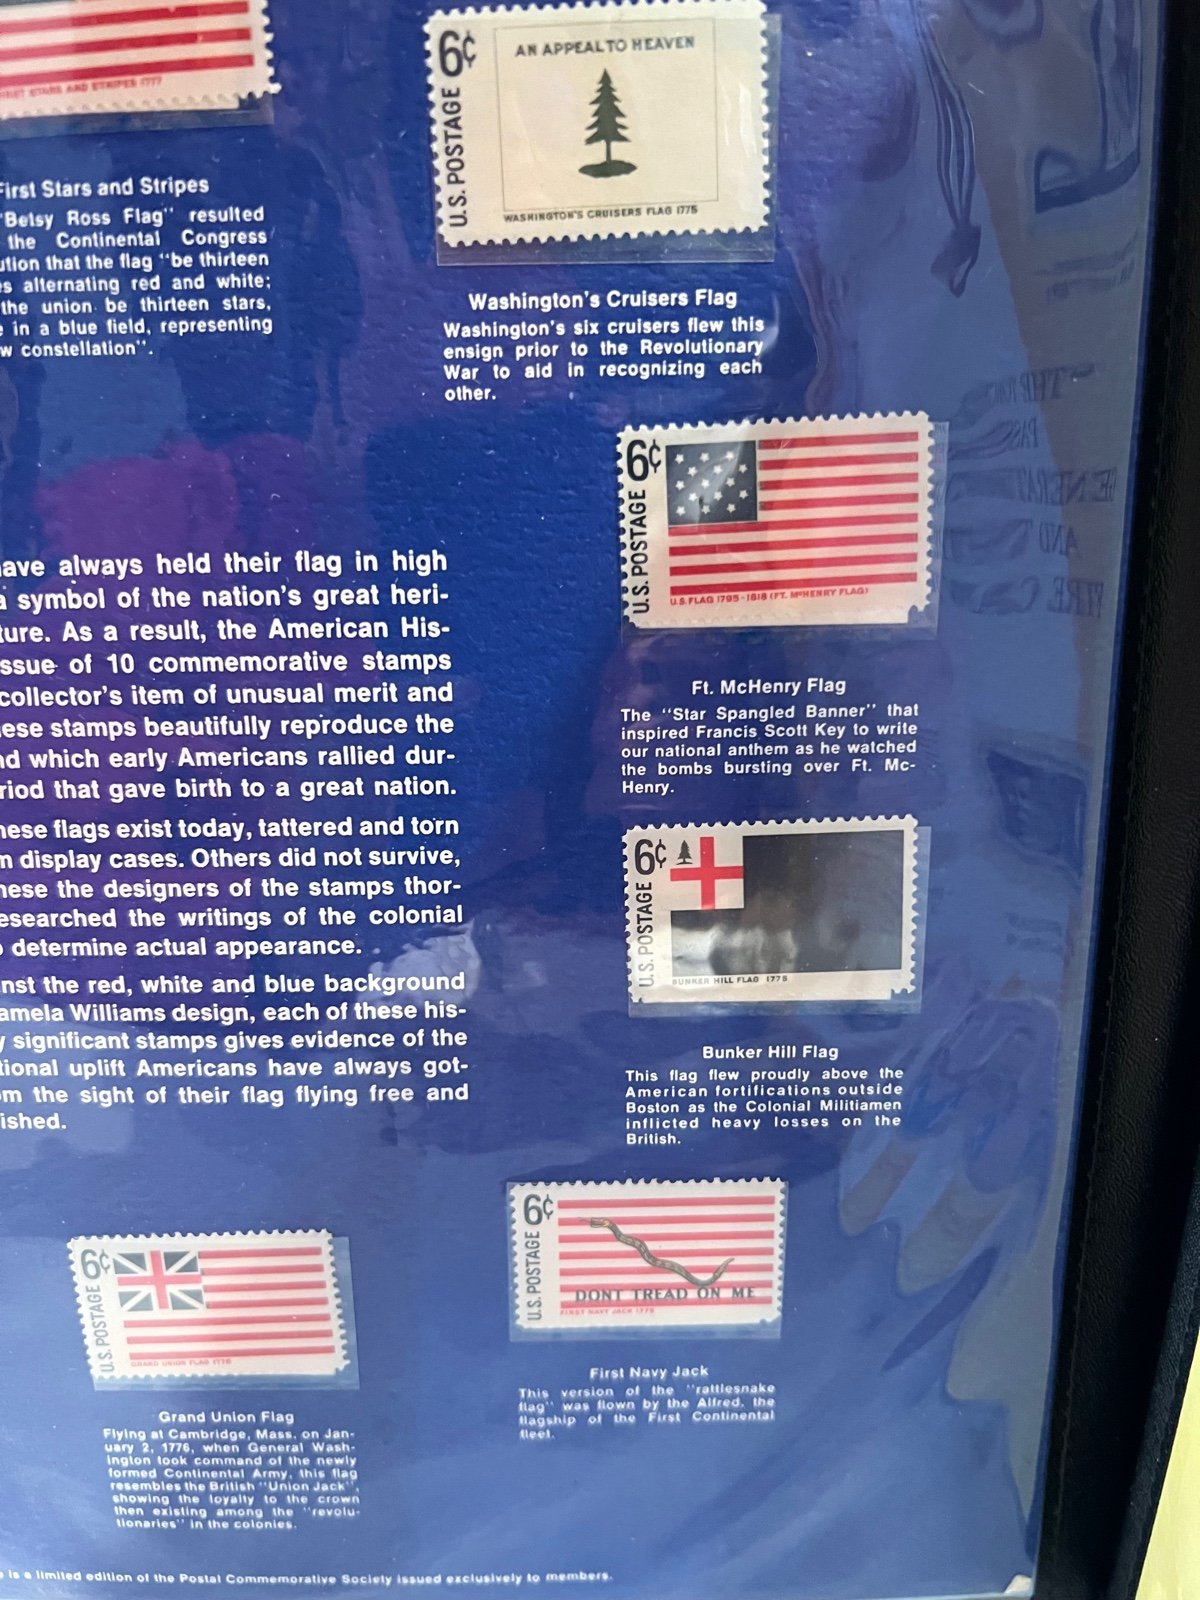 FIRST STARS AND STRIPES 1777
First Stars and Stripes
"Betsy Ross Flag" resulted
the Continental Congress
ution that the flag "be thirteen
es alternating red and white;
the union be thirteen stars,
e in a blue field, representing
w constellation".
6¢
U.S. POSTAGE
AN APPEAL TO HEAVEN
WASHINGTON'S CRUISERS FLAG 1775
Washington's Cruisers Flag
Washington's six cruisers flew this
ensign prior to the Revolutionary
War to aid in recognizing each
other.
6¢
U.S. POSTAGE
U.S. FLAG 1795-1818 (FT. McHENRY FLAG)
Ft. McHenry Flag
The "Star Spangled Banner" that
inspired Francis Scott Key to write
our national anthem as he watched
the bombs bursting over Ft. Mc-
Henry.
have always held their flag in high
a symbol of the nation's great heri-
ture. As a result, the American His-
issue of 10 commemorative stamps
collector's item of unusual merit and
hese stamps beautifully reproduce the
nd which early Americans rallied dur-
riod that gave birth to a great nation.
hese flags exist today, tattered and torn
m display cases. Others did not survive,
hese the designers of the stamps thor-
esearched the writings of the colonial
o determine actual appearance.
inst the red, white and blue background
amela Williams design, each of these his-
y significant stamps gives evidence of the
tional uplift Americans have always got-
om the sight of their flag flying free and
ished.
6¢
U.S. POSTAGE
BUNKER HILL FLAG 1775
Bunker Hill Flag
This flag flew proudly above the
American fortifications outside
Boston as the Colonial Militiamen
inflicted heavy losses on the
British.
6¢
U.S. POSTAGE
GRAND UNION FLAG 1776
Grand Union Flag
Flying at Cambridge, Mass. on Jan-
uary 2, 1776, when General Wash-
ington took command of the newly
formed Continental Army, this flag
resembles the British "Union Jack",
showing the loyalty to the crown
then existing among the "revolu-
tionaries" in the colonies.
6¢
U.S. POSTAGE
DONT TREAD ON ME
FIRST NAVY JACK 1775
First Navy Jack
This version of the "rattlesnake
flag" was flown by the Alfred, the
flagship of the First Continental
fleet.
is a limited edition of the Postal Commemorative Society issued exclusively to members.